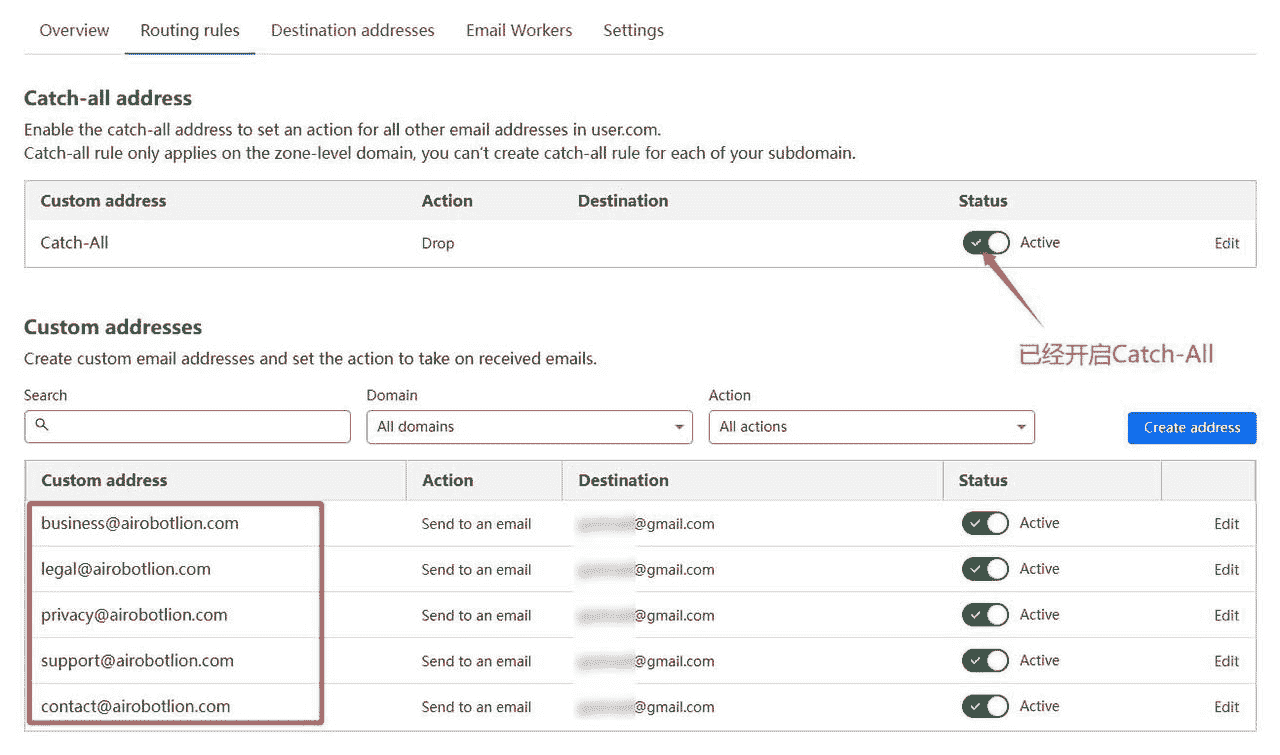 Overview Routing rules Destination addresses Email Workers Settings
Catch-all address
Enable the catch-all address to set an action for all other email addresses in user.com.
Catch-all rule only applies on the zone-level domain, you can't create catch-all rule for each of your subdomain.
Custom address Action Destination Status
Catch-All Drop Active Edit
已经开启Catch-All
Custom addresses
Create custom email addresses and set the action to take on received emails.
Search Domain Action
All domains All actions Create address
Custom address Action Destination Status
business@airobotlion.com Send to an email @gmail.com Active Edit
legal@airobotlion.com Send to an email @gmail.com Active Edit
privacy@airobotlion.com Send to an email @gmail.com Active Edit
support@airobotlion.com Send to an email @gmail.com Active Edit
contact@airobotlion.com Send to an email @gmail.com Active Edit